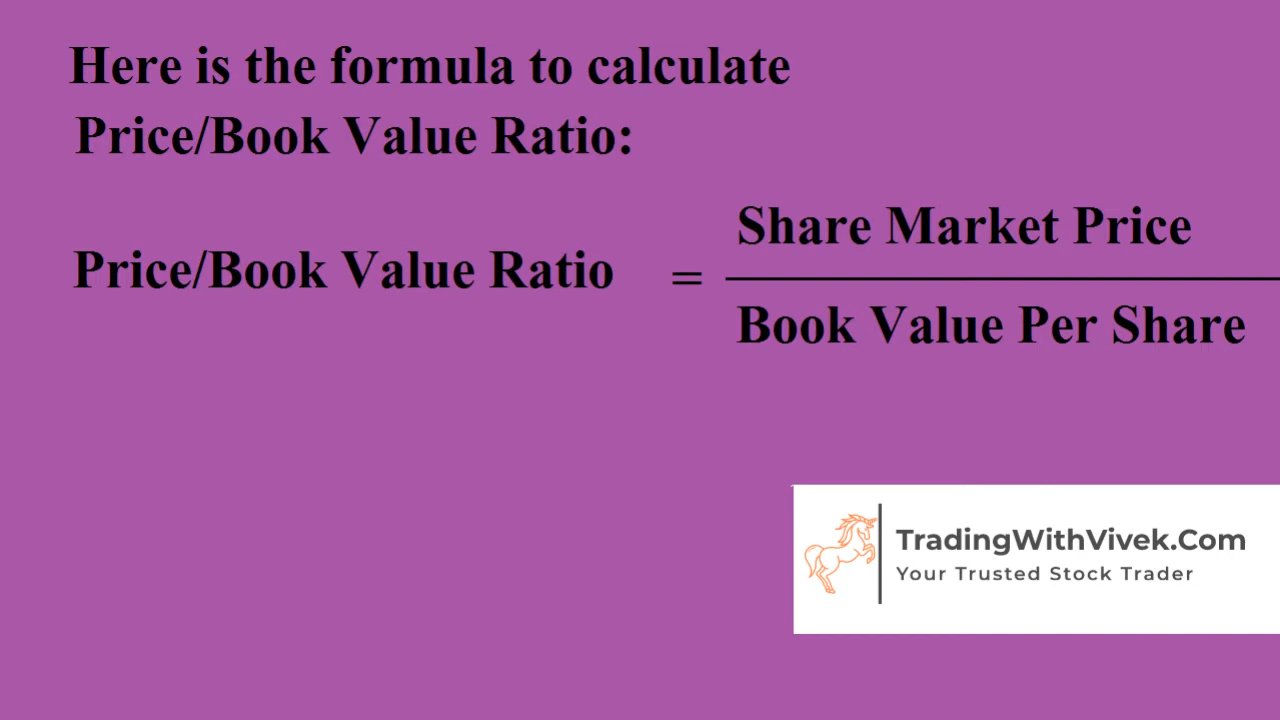 Here is the formula to calculate
Price/Book Value Ratio:
Share Market Price
Price/Book Value Ratio =
Book Value Per Share
TradingWithVivek.Com
Your Trusted Stock Trader